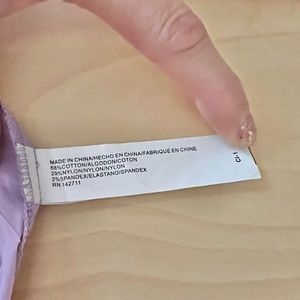 MADE IN CHINA/HECHO EN CHINA/FABRIQUÉ EN CHINE
68%COTTON/ALGODON/COTON
29%NYLON/NYLON/NYLON
3%SPANDEX/ELASTANO/SPANDEX
RN 142711